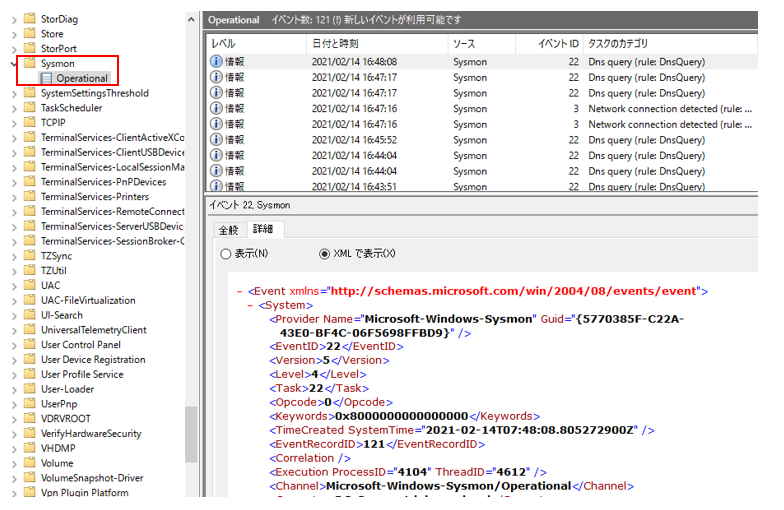 StorDiag
Store
StorPort
Sysmon
Operational
SystemSettingsThreshold
TaskScheduler
TCPIP
TerminalServices-ClientActiveXCo
TerminalServices-ClientUSBDevice
TerminalServices-LocalSessionMa
TerminalServices-PnPDevices
TerminalServices-Printers
TerminalServices-RemoteConnect
TerminalServices-ServerUSBDevic
TerminalServices-SessionBroker-C
TZSync
TZUtil
UAC
UAC-FileVirtualization
UI-Search
UniversalTelemetryClient
User Control Panel
User Device Registration
User Profile Service
User-Loader
UserPnp
VDRVROOT
VerifyHardwareSecurity
VHDMP
Volume
VolumeSnapshot-Driver
Vpn Plugin Platform
Operational イベント数: 121 (!) 新しいイベントが利用可能です
レベル 日付と時刻 ソース イベント ID タスクのカテゴリ
情報 2021/02/14 16:48:08 Sysmon 22 Dns query (rule: DnsQuery)
情報 2021/02/14 16:47:17 Sysmon 22 Dns query (rule: DnsQuery)
情報 2021/02/14 16:47:17 Sysmon 22 Dns query (rule: DnsQuery)
情報 2021/02/14 16:47:16 Sysmon 3 Network connection detected (rule: ...
情報 2021/02/14 16:47:16 Sysmon 3 Network connection detected (rule: ...
情報 2021/02/14 16:45:52 Sysmon 22 Dns query (rule: DnsQuery)
情報 2021/02/14 16:44:04 Sysmon 22 Dns query (rule: DnsQuery)
情報 2021/02/14 16:44:04 Sysmon 22 Dns query (rule: DnsQuery)
情報 2021/02/14 16:43:51 Sysmon 22 Dns query (rule: DnsQuery)
イベント 22, Sysmon
全般 詳細
表示(N) XML で表示(X)
- <Event xmlns="http://schemas.microsoft.com/win/2004/08/events/event">
- <System>
<Provider Name="Microsoft-Windows-Sysmon" Guid="{5770385F-C22A-
43E0-BF4C-06F5698FFBD9}" />
<EventID>22</EventID>
<Version>5</Version>
<Level>4</Level>
<Task>22</Task>
<Opcode>0</Opcode>
<Keywords>0x8000000000000000</Keywords>
<TimeCreated SystemTime="2021-02-14T07:48:08.805272900Z" />
<EventRecordID>121</EventRecordID>
<Correlation />
<Execution ProcessID="4104" ThreadID="4612" />
<Channel>Microsoft-Windows-Sysmon/Operational</Channel>